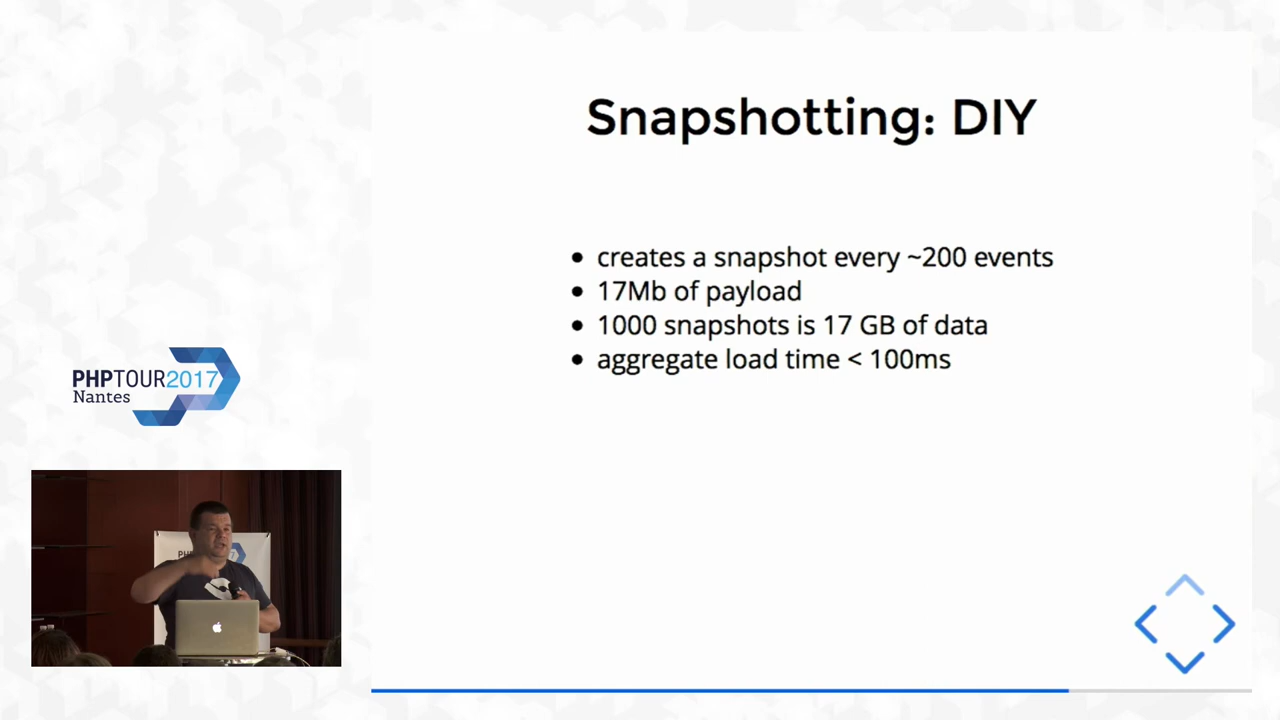 Snapshotting: DIY
creates a snapshot every ~200 events
17Mb of payload
1000 snapshots is 17 GB of data
aggregate load time < 100ms
PHPTOUR2017
Nantes